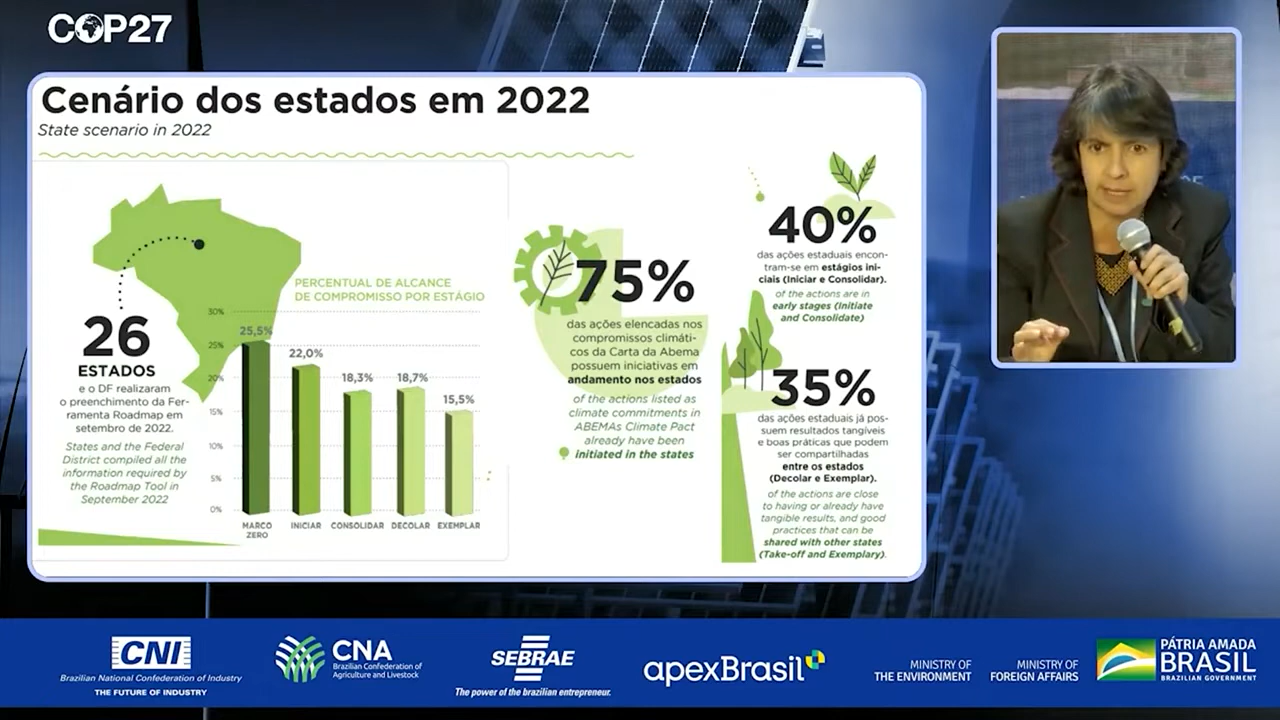 COP27
Cenário dos estados em 2022
State scenario in 2022
26
ESTADOS
e o DF realizaram
o preenchimento da Fer-
ramenta Roadmap em
setembro de 2022.
States and the Federal
District compiled all the
information required by
the Roadmap Tool in
September 2022
PERCENTUAL DE ALCANCE
DE COMPROMISSO POR ESTÁGIO
30%
25%
20%
15%
10%
5%
0%
25,5%
22,0%
18,3%
18,7%
15,5%
MARCO
ZERO
INICIAR
CONSOLIDAR
DECOLAR
EXEMPLAR
75%
das ações elencadas nos
compromissos climáti-
cos da Carta da Abema
possuem iniciativas em
andamento nos estados
of the actions listed as
climate commitments in
ABEMAs Climate Pact
already have been
initiated in the states
40%
das ações estaduais encon-
tram-se em estágios ini-
ciais (Iniciar e Consolidar).
of the actions are in
early stages (Initiate
and Consolidate)
35%
das ações estaduais já pos-
suem resultados tangíveis
e boas práticas que podem
ser compartilhadas
entre os estados
(Decolar e Exemplar).
of the actions are close
to having or already have
tangible results, and good
practices that can be
shared with other states
(Take-off and Exemplary).
CNI
Brazilian National Confederation of Industry
THE FUTURE OF INDUSTRY
CNA
Brazilian Confederation of
Agriculture and Livestock
SEBRAE
The power of the brazilian entrepreneur.
apexBrasil
MINISTRY OF
THE ENVIRONMENT
MINISTRY OF
FOREIGN AFFAIRS
PÁTRIA AMADA
BRASIL
BRAZILIAN GOVERNMENT